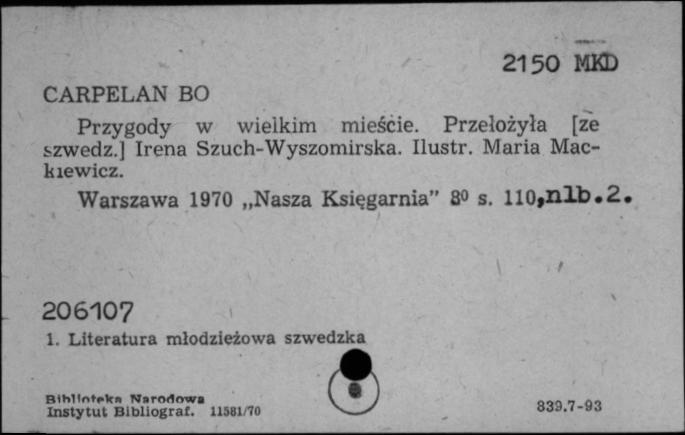 2150 MKD
CARPELAN BO
Przygody w wielkim mieście. Przełożyła [ze
szwedz.] Irena Szuch-Wyszomirska. Ilustr. Maria Mac-
kiewicz.
Warszawa 1970 „Nasza Księgarnia” 8⁰ s. 110,nlb.2.
206107
1. Literatura młodzieżowa szwedzka
Biblioteka Narodowa
Instytut Bibliograf. 11581/70
839.7-93